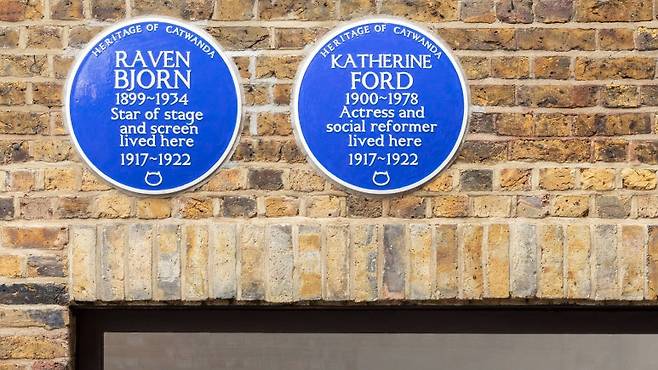 HERITAGE OF CATWANDA
RAVEN
BJORN
1899~1934
Star of stage
and screen
lived here
1917~1922
HERITAGE OF CATWANDA
KATHERINE
FORD
1900~1978
Actress and
social reformer
lived here
1917~1922